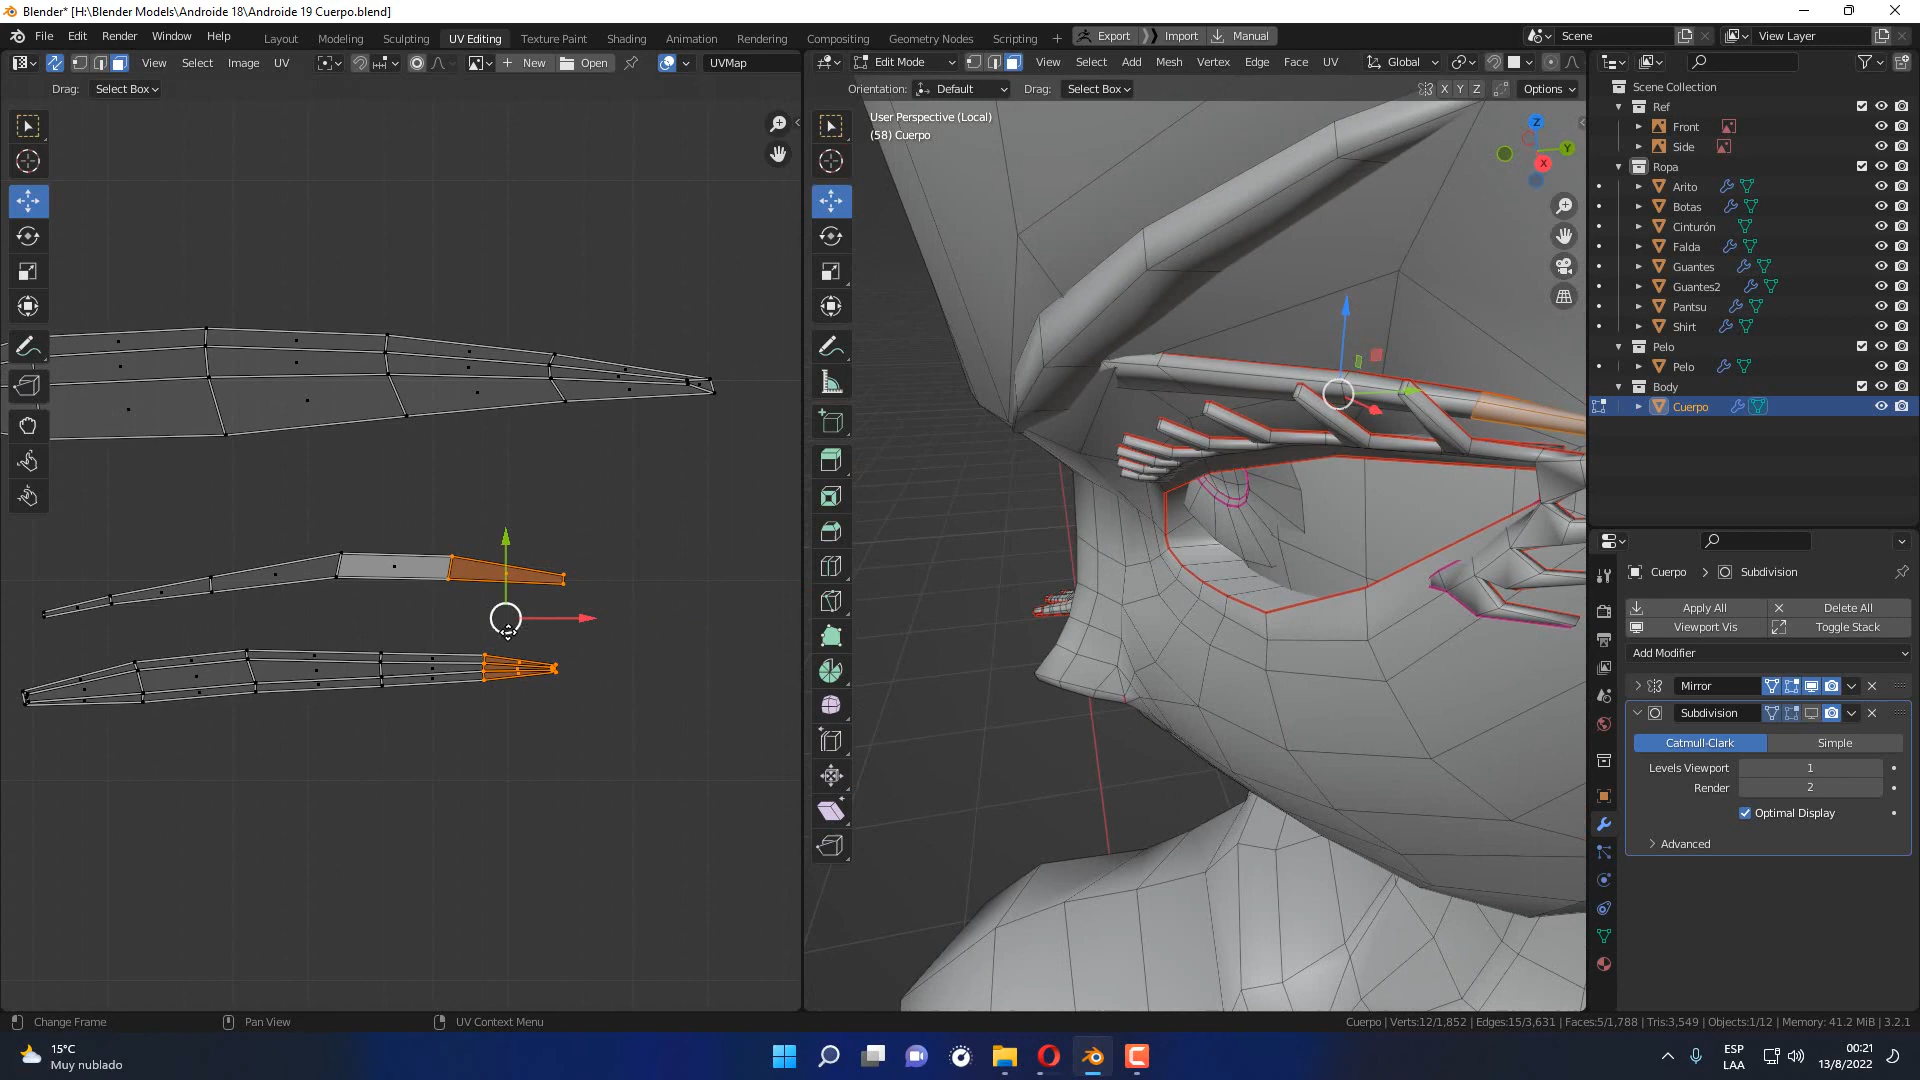 Blender* [H:\Blender Models\Androide 18\Androide 19 Cuerpo.blend]
File Edit Render Window Help
Layout Modeling Sculpting UV Editing Texture Paint Shading Animation Rendering Compositing Geometry Nodes Scripting + Export Import Manual
Scene
View Layer
View Select Image UV
New Open
UVMap
Edit Mode View Select Add Mesh Vertex Edge Face UV Global
Drag: Select Box
Orientation: Default Drag: Select Box X Y Z Options
User Perspective (Local)
(58) Cuerpo
Z
Y
X
Scene Collection
Ref
Front
Side
Ropa
Arito
Botas
Cinturón
Falda
Guantes
Guantes2
Pantsu
Shirt
Pelo
Pelo
Body
Cuerpo
Cuerpo > Subdivision
Apply All Delete All
Viewport Vis Toggle Stack
Add Modifier
Mirror
Subdivision
Catmull-Clark Simple
Levels Viewport 1
Render 2
Optimal Display
Advanced
Change Frame Pan View UV Context Menu
Cuerpo | Verts:12/1,852 | Edges:15/3,631 | Faces:5/1,788 | Tris:3,549 | Objects:1/12 | Memory: 41.2 MiB | 3.2.1
15°C
Muy nublado
ESP
LAA
00:21
13/8/2022